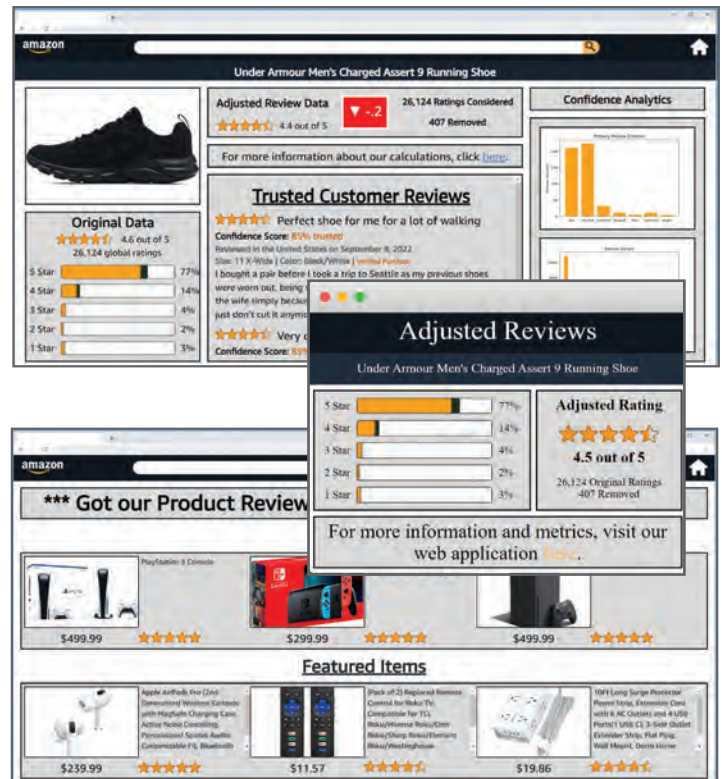 amazon
Under Armour Men's Charged Assert 9 Running Shoe
Adjusted Review Data
4.4 out of 5
▼ -.2
26,124 Ratings Considered
407 Removed
Confidence Analytics
For more information about our calculations, click here.
Original Data
4.6 out of 5
26,124 global ratings
5 Star 77%
4 Star 14%
3 Star 4%
2 Star 2%
1 Star 3%
Trusted Customer Reviews
Perfect shoe for me for a lot of walking
Confidence Score: 85% trusted
Reviewed in the United States on September 9, 2022
Size: 11 X-Wide | Color: Black/White | Verified Purchase
I bought a pair before I took a trip to Seattle as my previous shoes
were worn out, being
the wife simply becaus
just don't cut it anymo
Very c
Confidence Score: 85%
Adjusted Reviews
Under Armour Men's Charged Assert 9 Running Shoe
5 Star 77%
4 Star 14%
3 Star 4%
2 Star 2%
1 Star 3%
Adjusted Rating
4.5 out of 5
26,124 Original Ratings
407 Removed
For more information and metrics, visit our
web application here.
amazon
*** Got our Product Review
PlayStation 5 Console
$499.99
$299.99
$499.99
Featured Items
Apple AirPods Pro (2nd
Generation) Wireless Earbuds
with MagSafe Charging Case.
Active Noise Cancelling,
Personalized Spatial Audio
Customizable Fit, Bluetooth
$239.99
(Pack of 2) Replaced Remote
Control for Roku TV,
Compatible for TCL
Roku/Hisense Roku/Onn
Roku/Sharp Roku/Element
Roku/Westinghouse
$11.57
10Ft Long Surge Protector
Power Strip, Extension Cord
with 6 AC Outlets and 4 USB
Ports(1 USB C), 3-Side Outlet
Extender Strip, Flat Plug,
Wall Mount, Dorm Home
$19.86